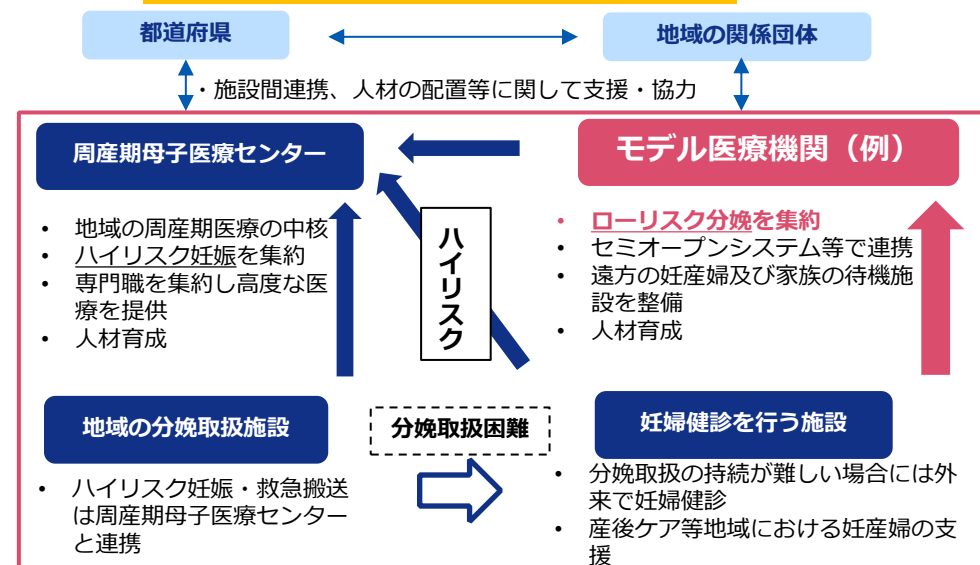 都道府県
地域の関係団体
・施設間連携、人材の配置等に関して支援・協力
周産期母子医療センター
モデル医療機関（例）
• 地域の周産期医療の中核
• ハイリスク妊娠を集約
• 専門職を集約し高度な医
療を提供
• 人材育成
ハイリスク
• ローリスク分娩を集約
• セミオープンシステム等で連携
• 遠方の妊産婦及び家族の待機施
設を整備
• 人材育成
地域の分娩取扱施設
分娩取扱困難
妊婦健診を行う施設
• ハイリスク妊娠・救急搬送
は周産期母子医療センター
と連携
• 分娩取扱の持続が難しい場合には外
来で妊婦健診
• 産後ケア等地域における妊産婦の支
援